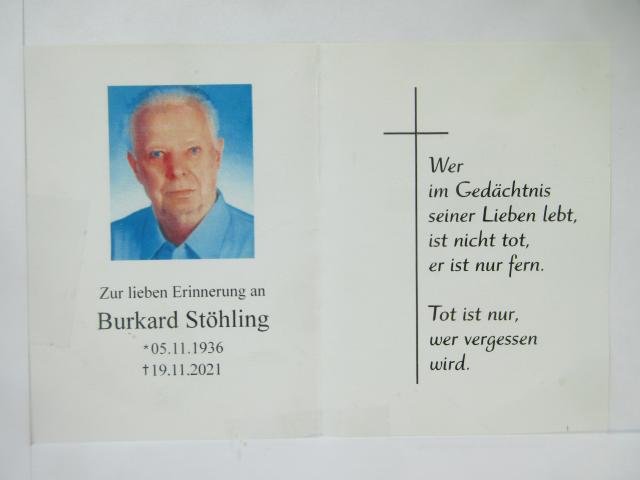 Zur lieben Erinnerung an
Burkard Stöhling
*05.11.1936
†19.11.2021
Wer
im Gedächtnis
seiner Lieben lebt,
ist nicht tot,
er ist nur fern.
Tot ist nur,
wer vergessen
wird.